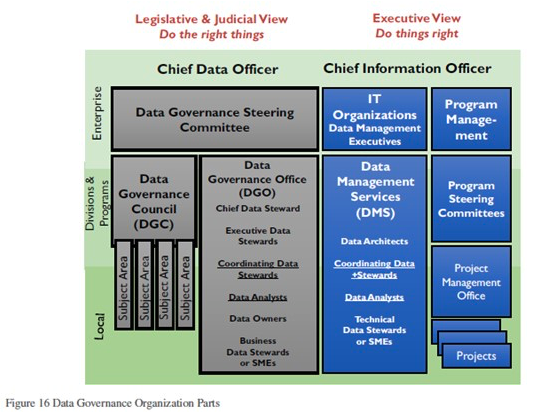 Legislative & Judicial View
Do the right things
Executive View
Do things right
Chief Data Officer
Chief Information Officer
Enterprise
Data Governance Steering
Committee
IT
Organizations
Data Management
Executives
Program
Manage-
ment
Divisions &
Programs
Data
Governance
Council
(DGC)
Subject Area
Subject Area
Subject Area
Subject Area
Data
Governance Office
(DGO)
Chief Data Steward
Executive Data
Stewards
Coordinating Data
Stewards
Data Analysts
Data Owners
Business
Data Stewards
or SMEs
Data
Management
Services
(DMS)
Data Architects
Coordinating Data
+Stewards
Data Analysts
Technical
Data Stewards
or SMEs
Program
Steering
Committees
Project
Management
Office
Projects
Local
Figure 16 Data Governance Organization Parts